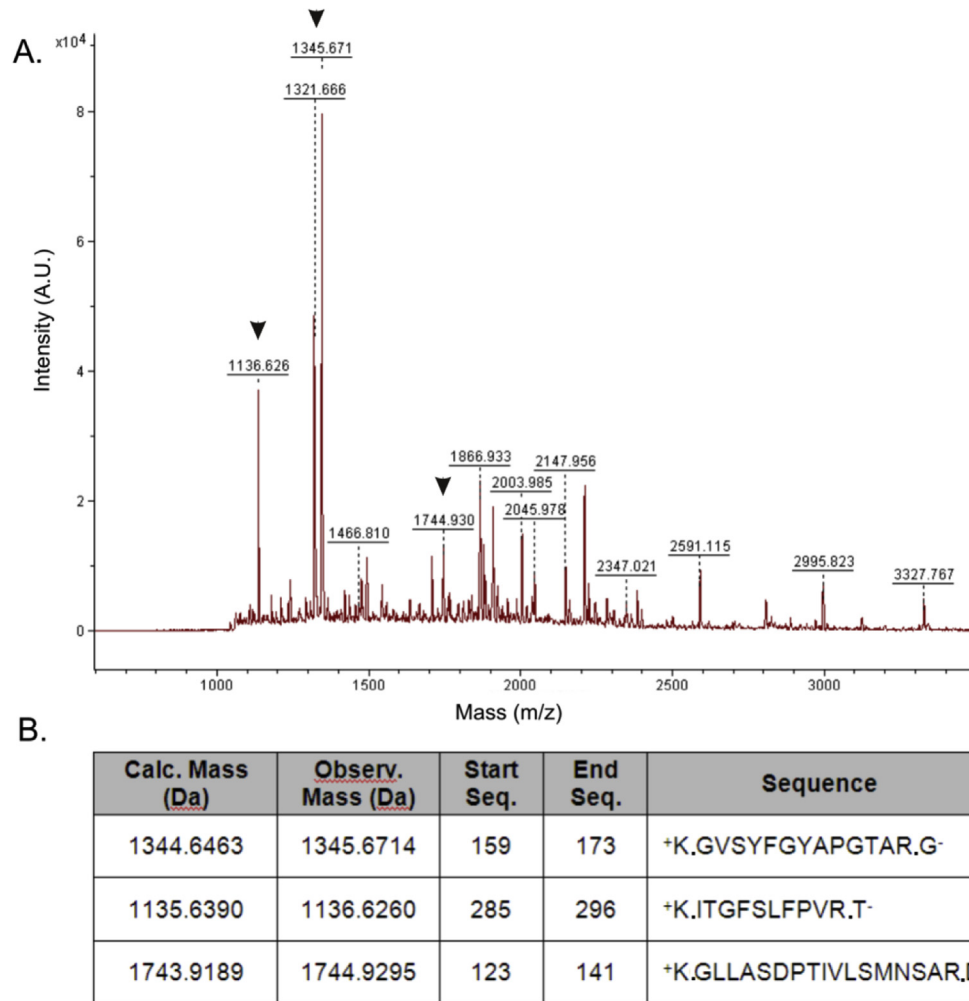 A.
x10⁴
1345.671
1321.666
8
6
Intensity (A.U.)
4
1136.626
1866.933
2147.956
2003.985
2
1744.930
2045.978
1466.810
2591.115
2347.021
2995.823
3327.767
0
1000 1500 2000 2500 3000
Mass (m/z)
B.
Calc. Mass (Da) Observ. Mass (Da) Start Seq. End Seq. Sequence
1344.6463 1345.6714 159 173 ⁺K.GVSYFGYAPGTAR.G⁻
1135.6390 1136.6260 285 296 ⁺K.ITGFSLFPVR.T⁻
1743.9189 1744.9295 123 141 ⁺K.GLLASDPTIVLSMNSAR.